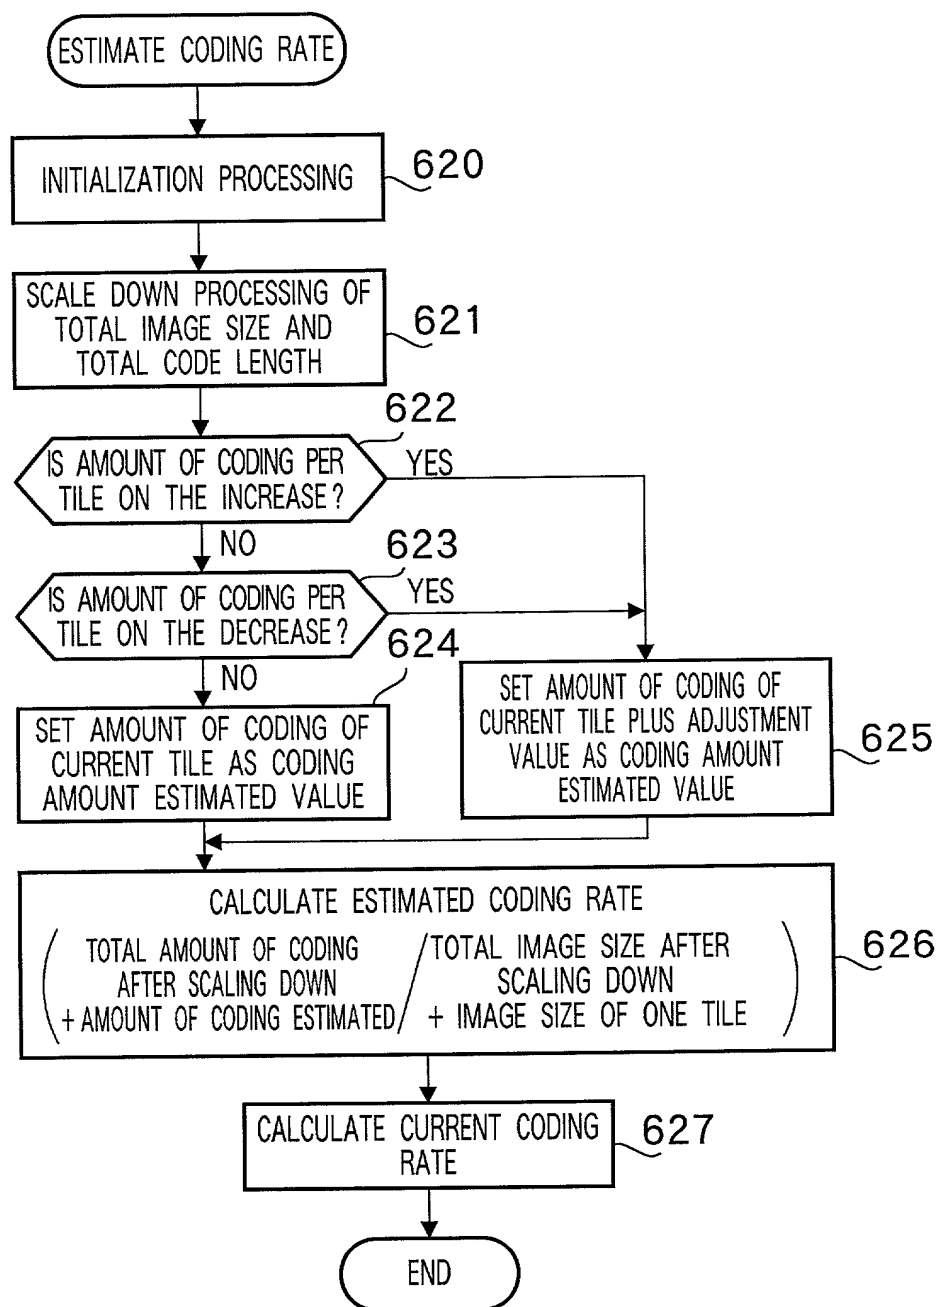 ESTIMATE CODING RATE
INITIALIZATION PROCESSING
620
SCALE DOWN PROCESSING OF
TOTAL IMAGE SIZE AND
TOTAL CODE LENGTH
621
622
IS AMOUNT OF CODING PER
TILE ON THE INCREASE?
YES
NO
623
IS AMOUNT OF CODING PER
TILE ON THE DECREASE?
YES
NO
624
SET AMOUNT OF CODING OF
CURRENT TILE AS CODING
AMOUNT ESTIMATED VALUE
SET AMOUNT OF CODING OF
CURRENT TILE PLUS ADJUSTMENT
VALUE AS CODING AMOUNT
ESTIMATED VALUE
625
CALCULATE ESTIMATED CODING RATE
( TOTAL AMOUNT OF CODING
AFTER SCALING DOWN
+ AMOUNT OF CODING ESTIMATED /
TOTAL IMAGE SIZE AFTER
SCALING DOWN
+ IMAGE SIZE OF ONE TILE )
626
CALCULATE CURRENT CODING
RATE
627
END